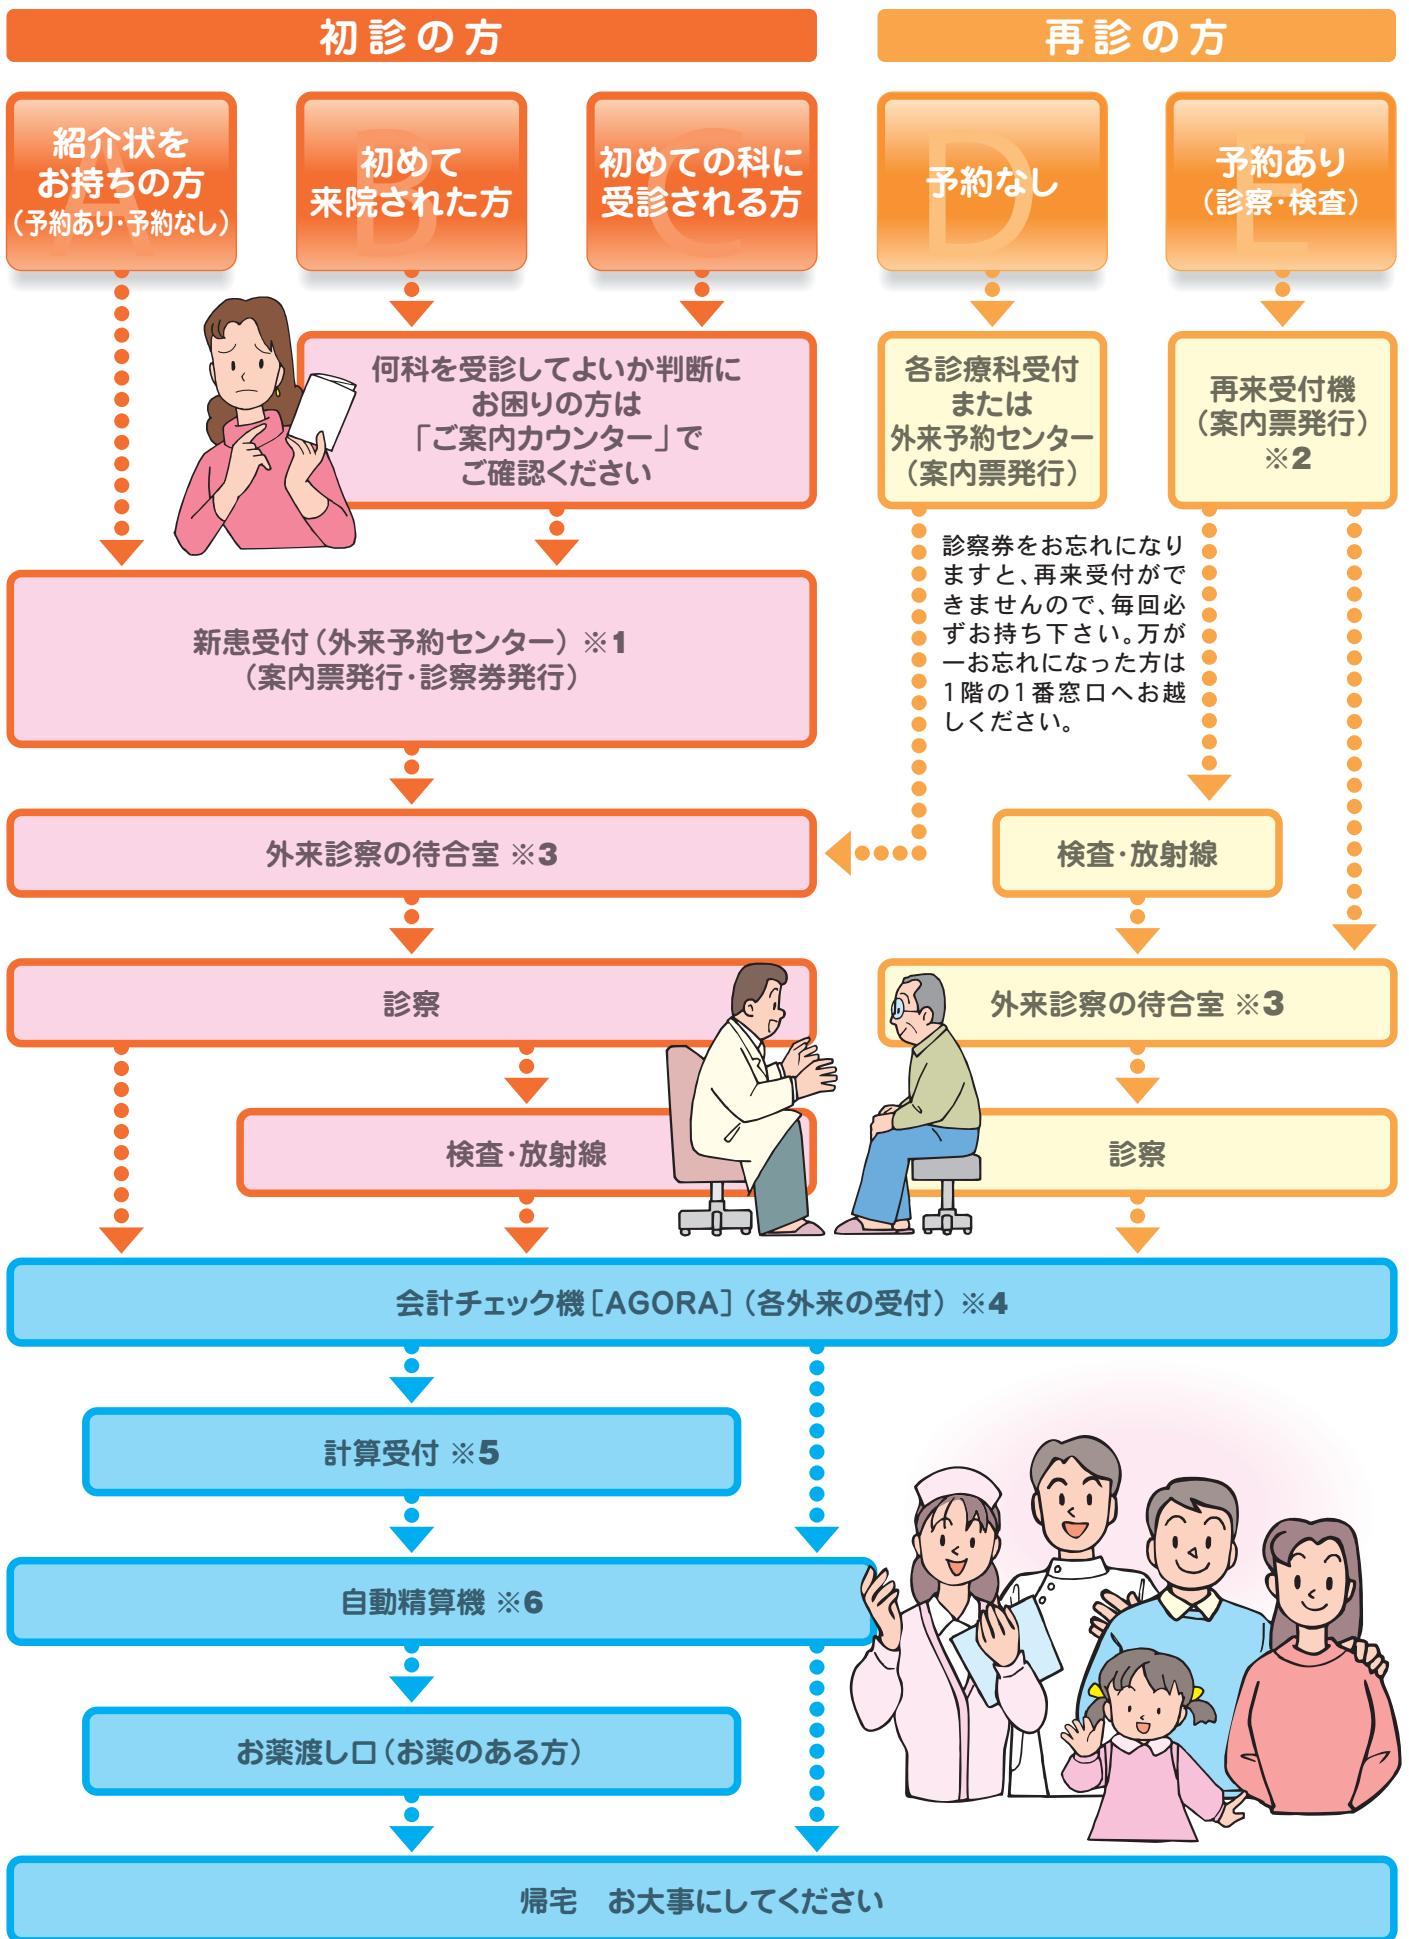 初診の方
再診の方
A
紹介状を
お持ちの方
（予約あり・予約なし）
B
初めて
来院された方
C
初めての科に
受診される方
D
予約なし
E
予約あり
（診察・検査）
何科を受診してよいか判断に
お困りの方は
「ご案内カウンター」で
ご確認ください
各診療科受付
または
外来予約センター
（案内票発行）
再来受付機
（案内票発行）
※2
診察券をお忘れになり
ますと、再来受付がで
きませんので、毎回必
ずお持ち下さい。万が
一お忘れになった方は
1階の1番窓口へお越
しください。
新患受付（外来予約センター）※1
（案内票発行・診察券発行）
外来診察の待合室 ※3
検査・放射線
診察
外来診察の待合室 ※3
検査・放射線
診察
会計チェック機［AGORA］（各外来の受付）※4
計算受付 ※5
自動精算機 ※6
お薬渡し口（お薬のある方）
帰宅　お大事にしてください